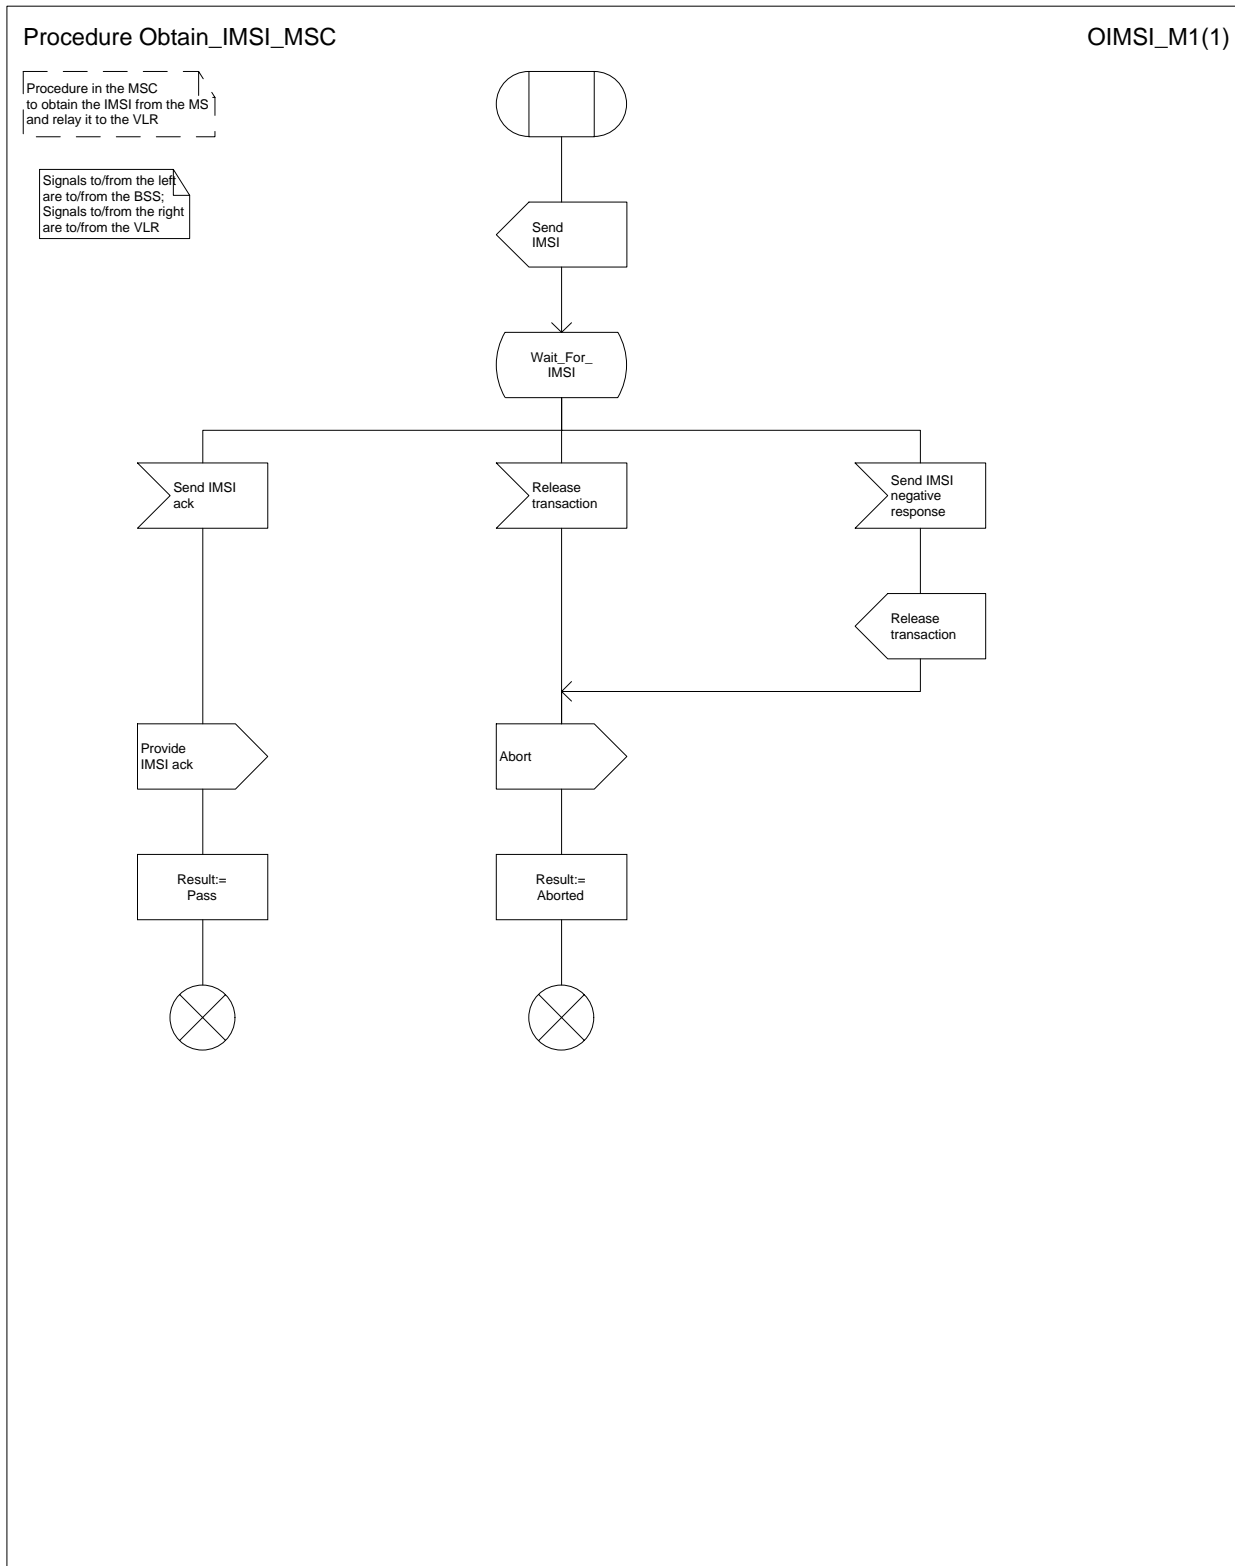 Procedure Obtain_IMSI_MSC
OIMSI_M1(1)
Procedure in the MSC
to obtain the IMSI from the MS
and relay it to the VLR
Signals to/from the left
are to/from the BSS;
Signals to/from the right
are to/from the VLR
Send
IMSI
Wait_For_
IMSI
Send IMSI
ack
Release
transaction
Send IMSI
negative
response
Release
transaction
Provide
IMSI ack
Abort
Result:=
Pass
Result:=
Aborted